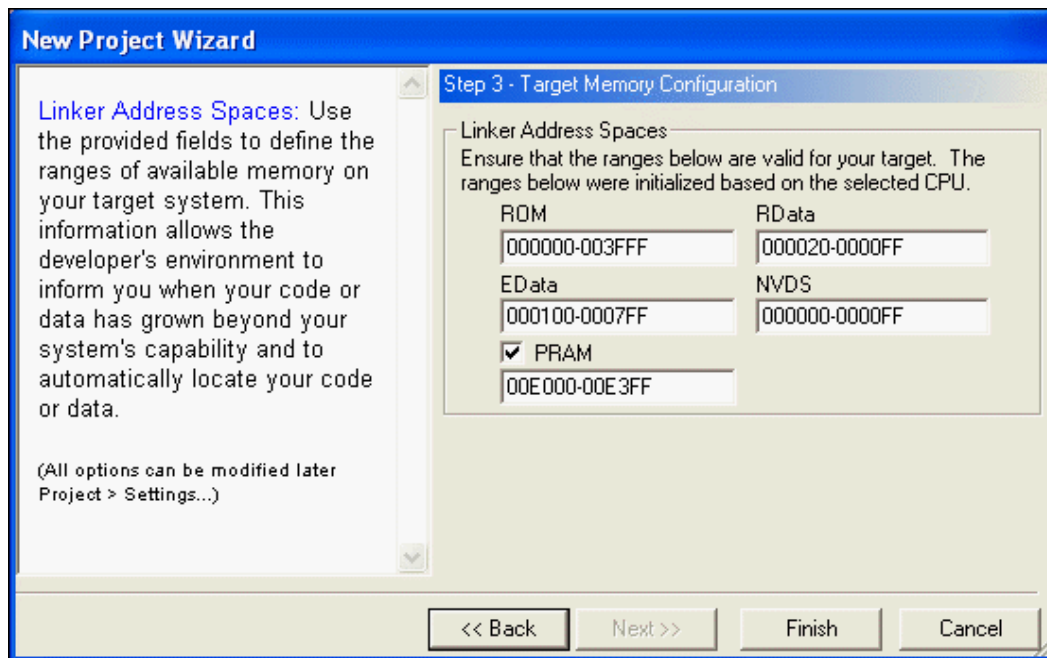 New Project Wizard
Linker Address Spaces: Use
the provided fields to define the
ranges of available memory on
your target system. This
information allows the
developer's environment to
inform you when your code or
data has grown beyond your
system's capability and to
automatically locate your code
or data.
(All options can be modified later
Project > Settings...)
Step 3 - Target Memory Configuration
Linker Address Spaces
Ensure that the ranges below are valid for your target. The
ranges below were initialized based on the selected CPU.
ROM RData
000000-003FFF 000020-0000FF
EData NVDS
000100-0007FF 000000-0000FF
PRAM
00E000-00E3FF
<< Back Next >> Finish Cancel